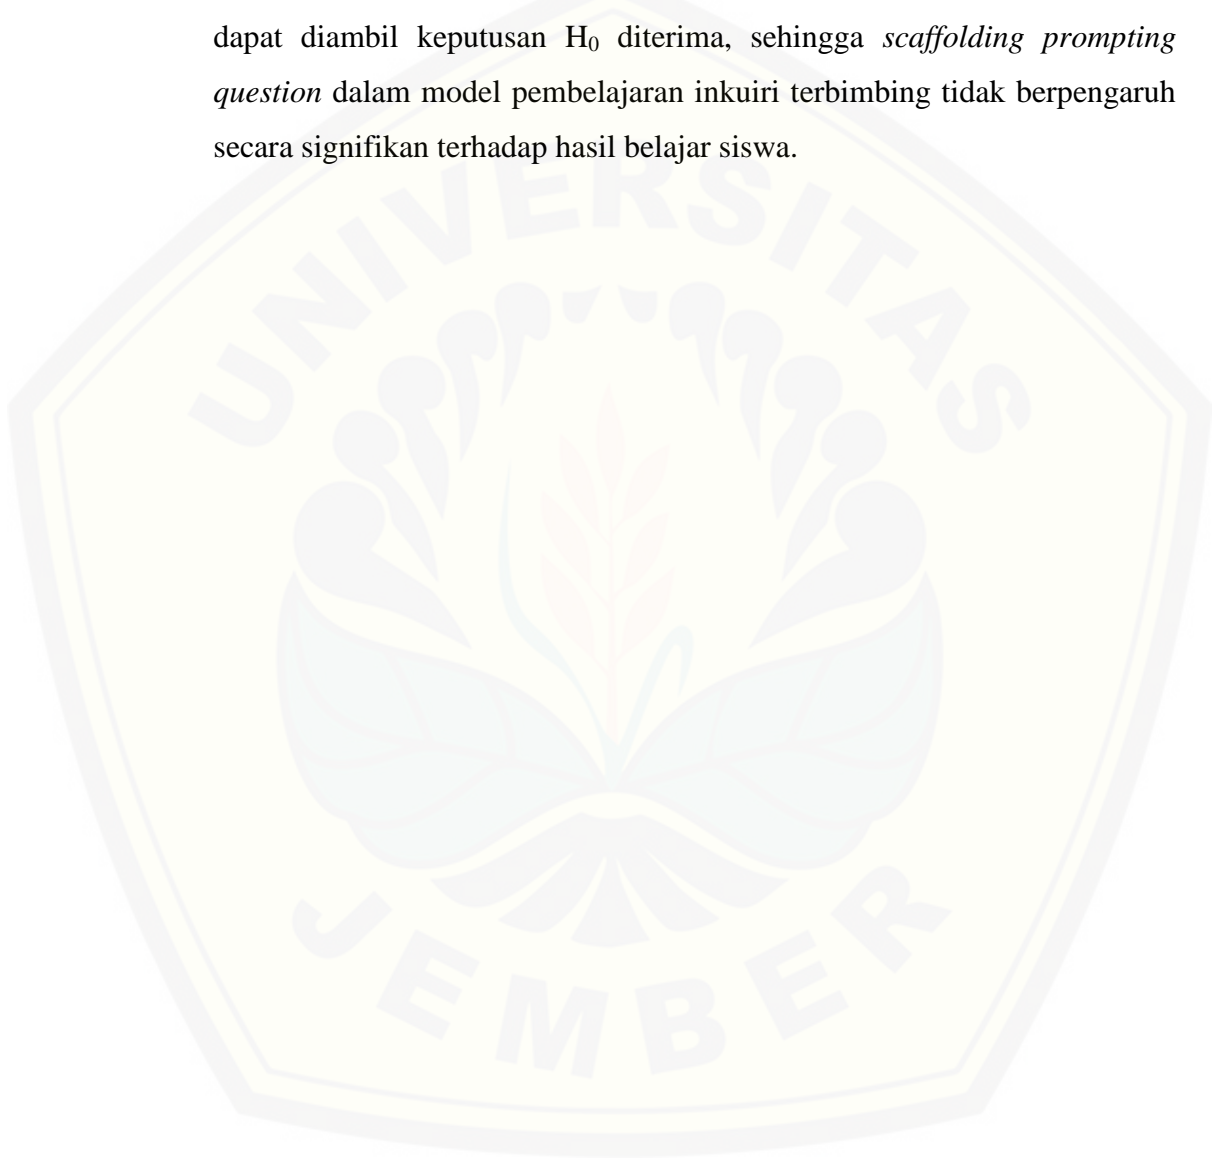 dapat diambil keputusan H₀ diterima, sehingga scaffolding prompting
question dalam model pembelajaran inkuiri terbimbing tidak berpengaruh
secara signifikan terhadap hasil belajar siswa.
UNIVERSITAS
JEMBER